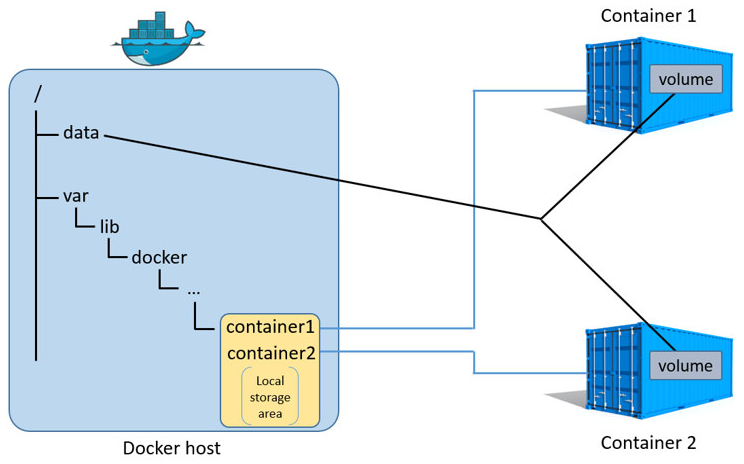 Container 1
volume
/
data
var
lib
docker
...
container1
container2
Local
storage
area
volume
Docker host
Container 2